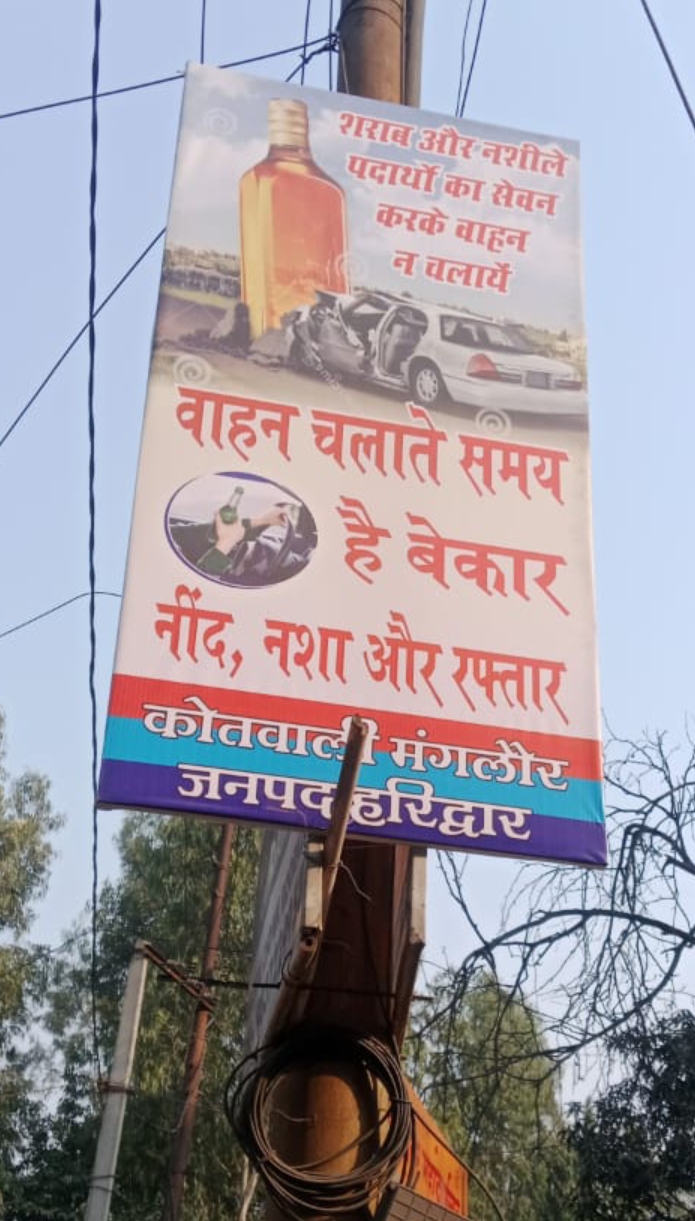 शराब और नशीले
पदार्थो का सेवन
करके वाहन
न चलायें
वाहन चलाते समय
है बेकार
नींद, नशा और रफ्तार
कोतवाली मंगलौर
जनपद हरिद्वार